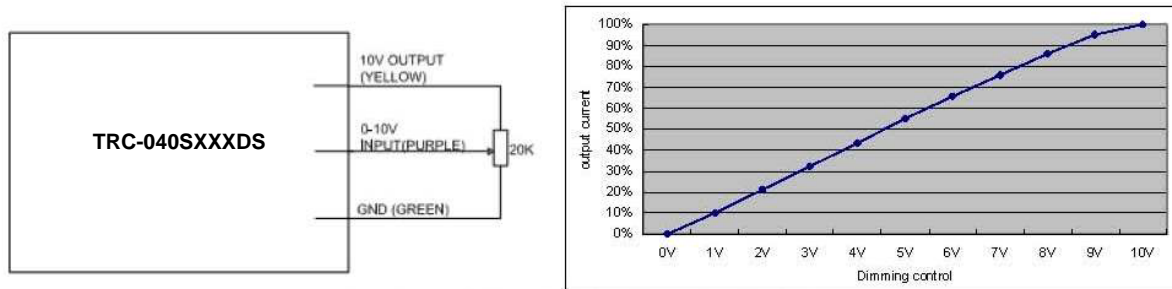 10V OUTPUT
(YELLOW)
TRC-040SXXXDS
0-10V
INPUT(PURPLE)
20K
GND (GREEN)
100%
90%
80%
70%
60%
50%
40%
30%
20%
10%
0%
output current
0V 1V 2V 3V 4V 5V 6V 7V 8V 9V 10V
Dimming control